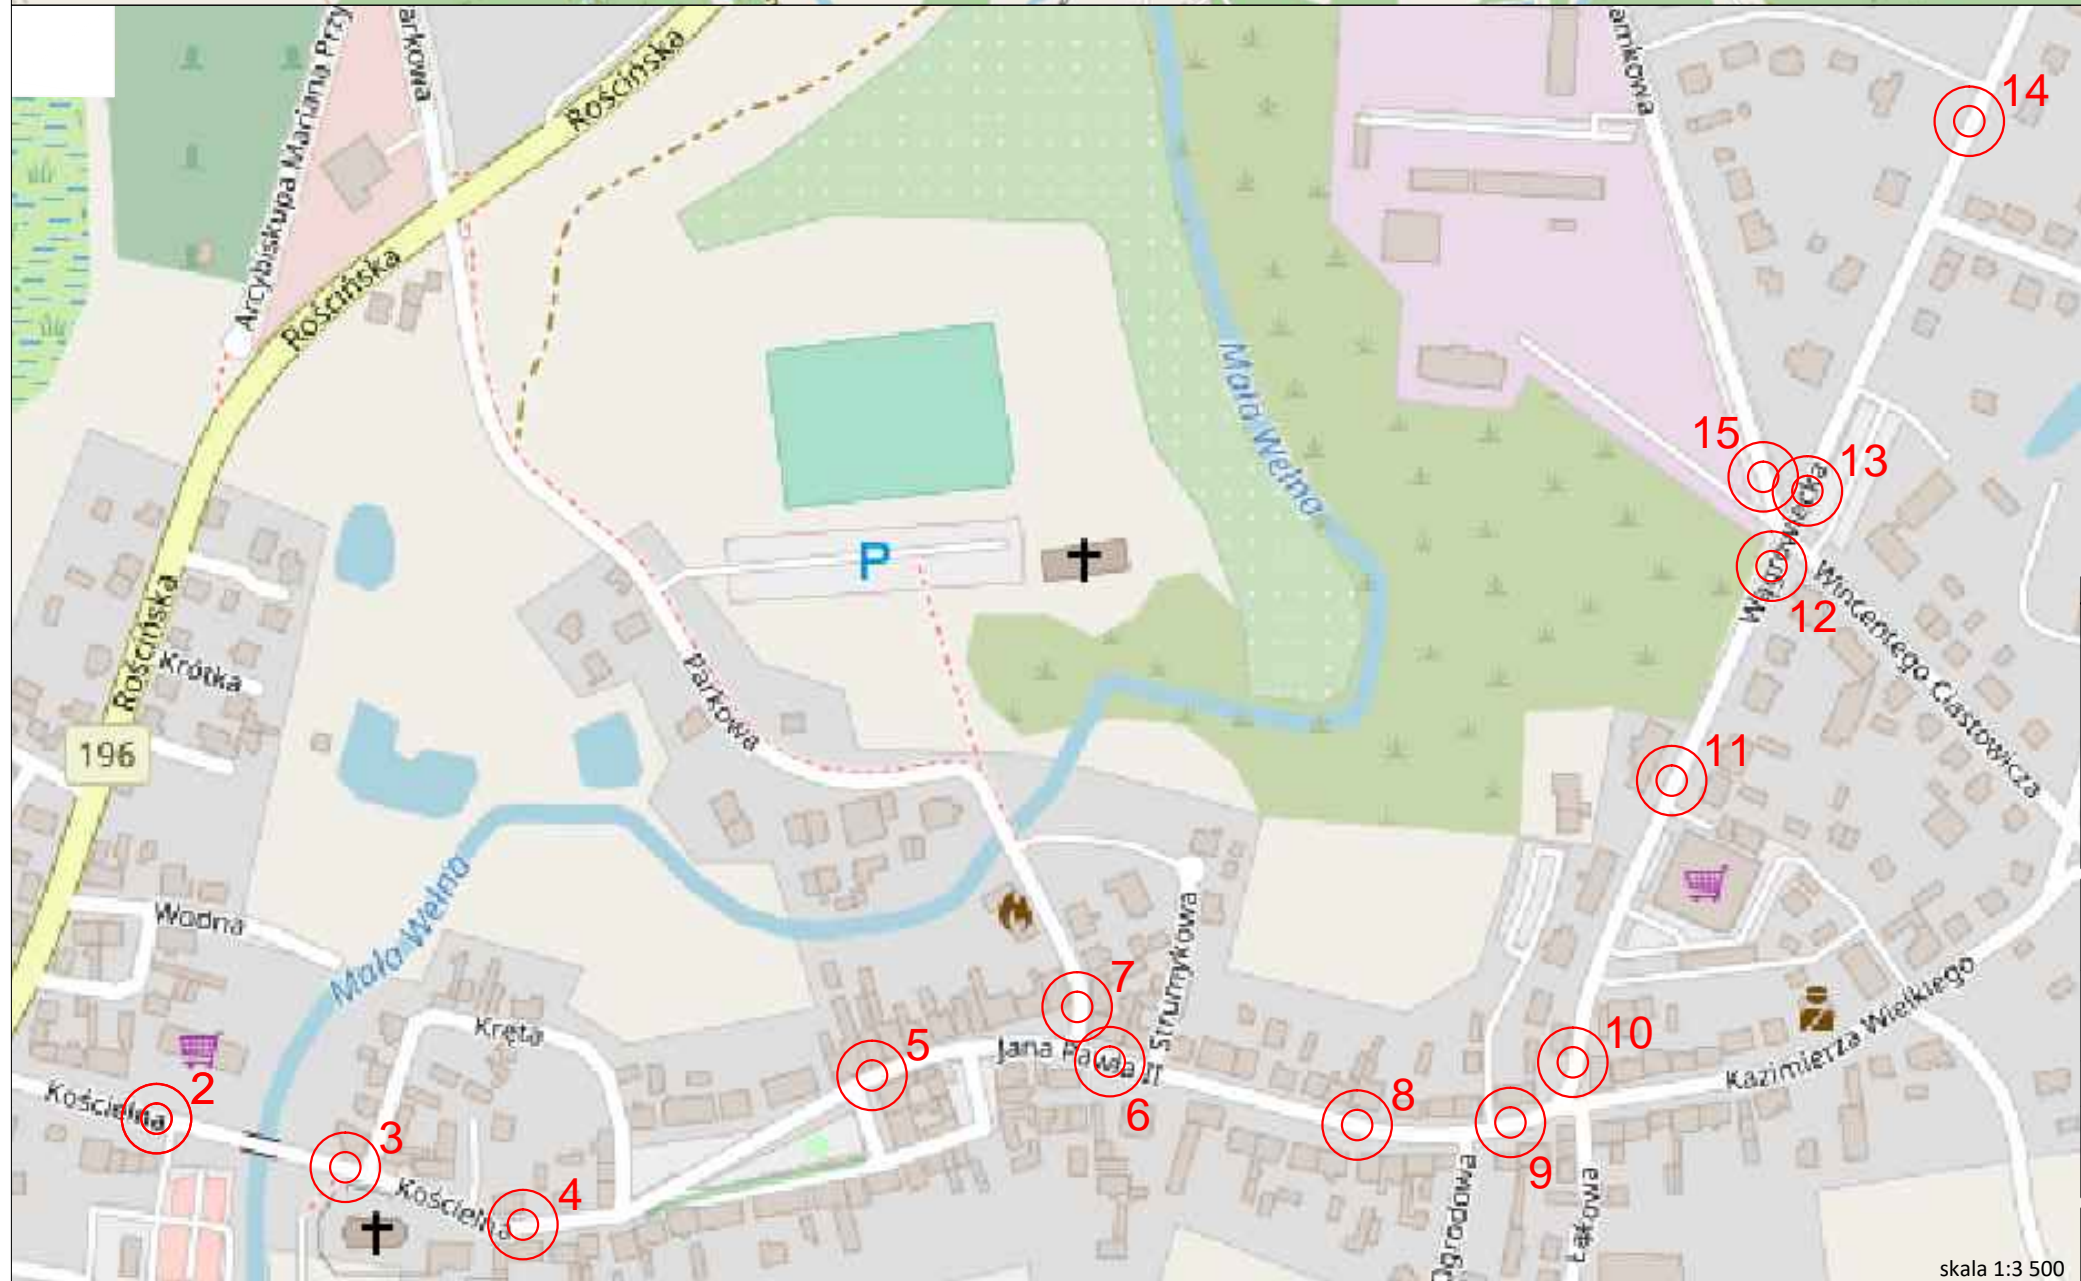 arkowa
Arcybiskupa Mariana Przy
Rościńska
amkowa
14
Rościńska
Mała Wełna
15
13
P
Wągrowiecka
12
Wincentego Ciastowicza
Rościńska
Krótka
Parkowa
196
11
Wodna
Mała Wełna
Strumykowa
7
Kręta
5
Jana Pawła II
6
10
Kazimierza Wielkiego
Kościelna
2
3
8
9
Kościelna
4
Ogrodowa
Łąkowa
skala 1:3 500